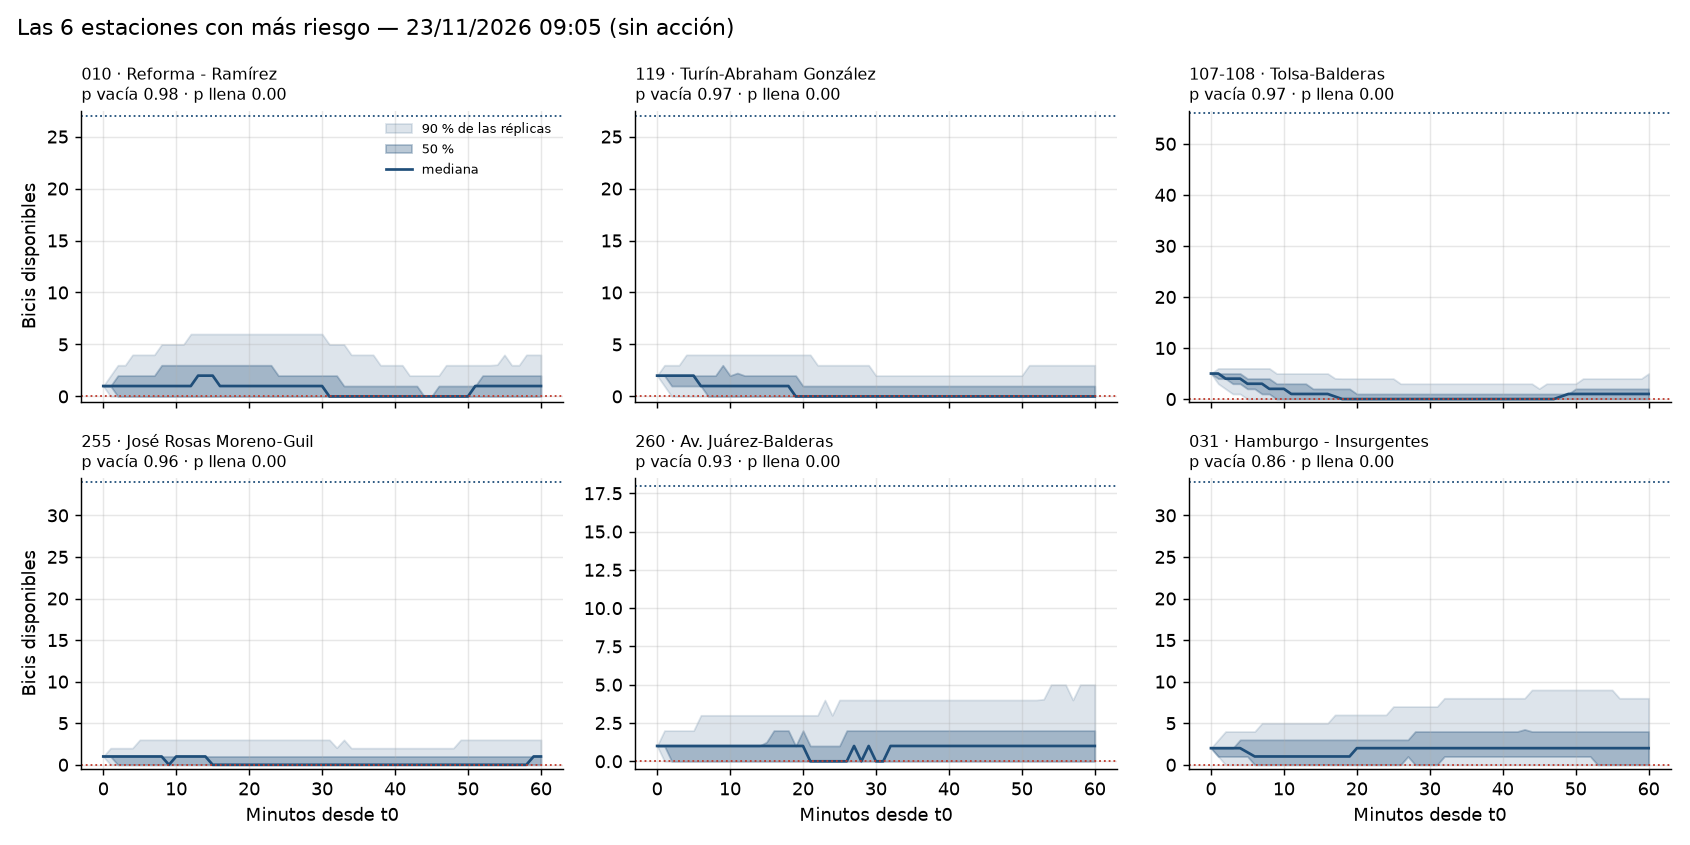 Las 6 estaciones con más riesgo — 23/11/2026 09:05 (sin acción)
010 · Reforma - Ramírez
p vacía 0.98 · p llena 0.00
90 % de las réplicas
50 %
mediana
Bicis disponibles
25
20
15
10
5
0
119 · Turín-Abraham González
p vacía 0.97 · p llena 0.00
25
20
15
10
5
0
107-108 · Tolsa-Balderas
p vacía 0.97 · p llena 0.00
50
40
30
20
10
0
255 · José Rosas Moreno-Guil
p vacía 0.96 · p llena 0.00
Bicis disponibles
30
25
20
15
10
5
0
0 10 20 30 40 50 60
Minutos desde t0
260 · Av. Juárez-Balderas
p vacía 0.93 · p llena 0.00
17.5
15.0
12.5
10.0
7.5
5.0
2.5
0.0
0 10 20 30 40 50 60
Minutos desde t0
031 · Hamburgo - Insurgentes
p vacía 0.86 · p llena 0.00
30
25
20
15
10
5
0
0 10 20 30 40 50 60
Minutos desde t0